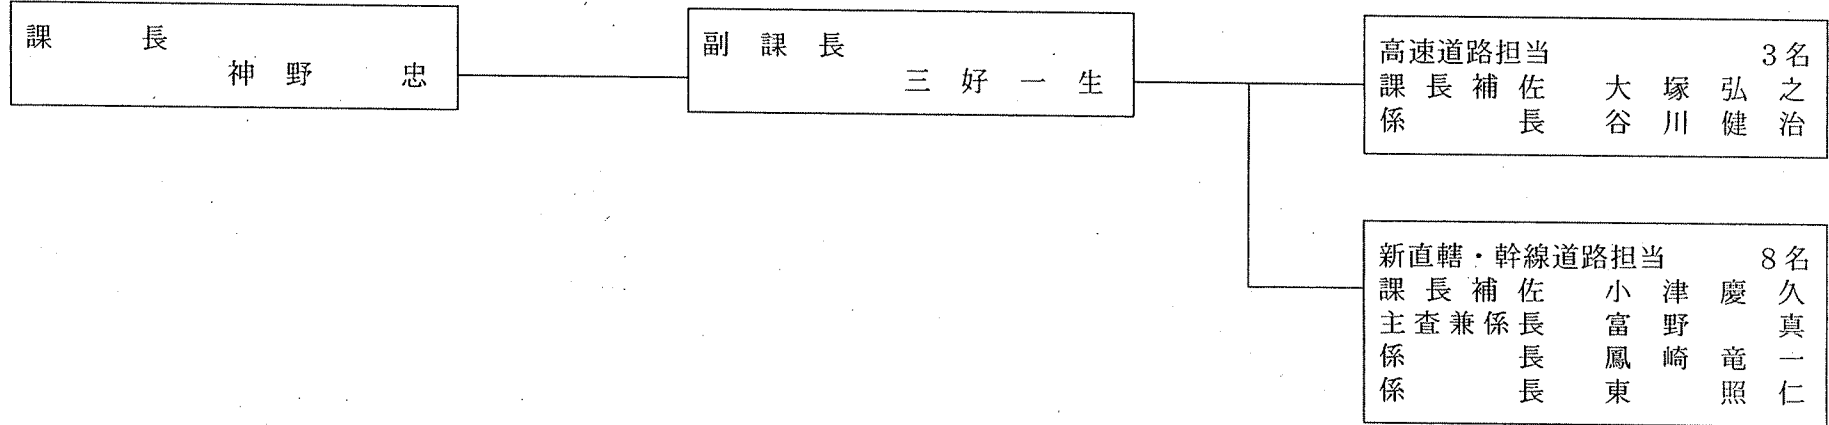 課長
神野忠
副課長
三好一生
高速道路担当 3名
課長補佐 大塚弘之
係長 谷川健治
新直轄・幹線道路担当 8名
課長補佐 小津慶久
主査兼係長 富野真
係長 鳳崎竜一
係長 東照仁